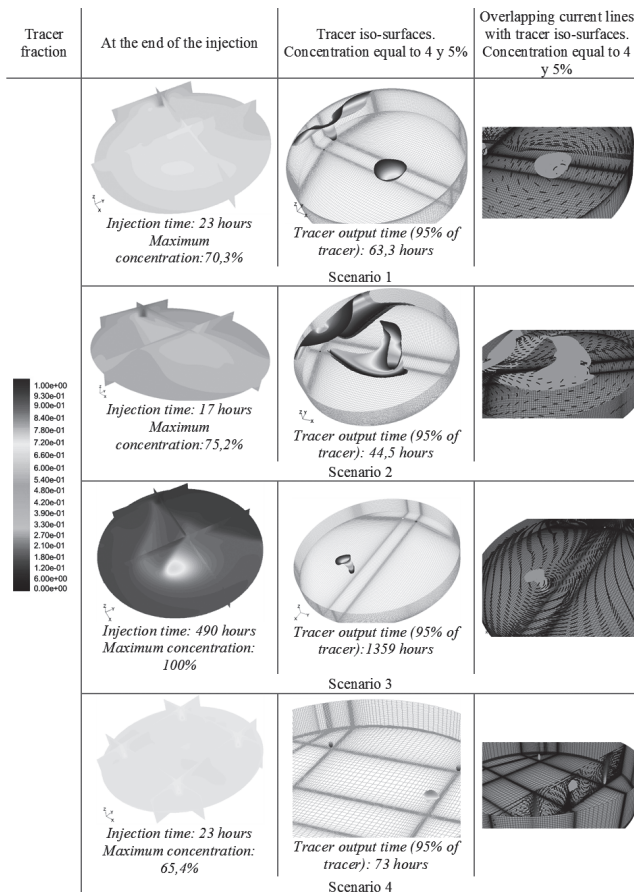 Tracer fraction
At the end of the injection
Tracer iso-surfaces.
Concentration equal to 4 y 5%
Overlapping current lines
with tracer iso-surfaces.
Concentration equal to 4
y 5%
1.00e+00
9.30e-01
9.00e-01
8.40e-01
7.80e-01
7.20e-01
6.60e-01
6.00e-01
5.40e-01
4.80e-01
3.90e-01
3.30e-01
2.70e-01
2.10e-01
1.20e-01
6.00e+00
0.00e+00
Injection time: 23 hours
Maximum
concentration:70,3%
Tracer output time (95% of
tracer): 63,3 hours
Scenario 1
Injection time: 17 hours
Maximum
concentration:75,2%
Tracer output time (95% of
tracer): 44,5 hours
Scenario 2
Injection time: 490 hours
Maximum concentration:
100%
Tracer output time (95% of
tracer):1359 hours
Scenario 3
Injection time: 23 hours
Maximum concentration:
65,4%
Tracer output time (95% of
tracer): 73 hours
Scenario 4